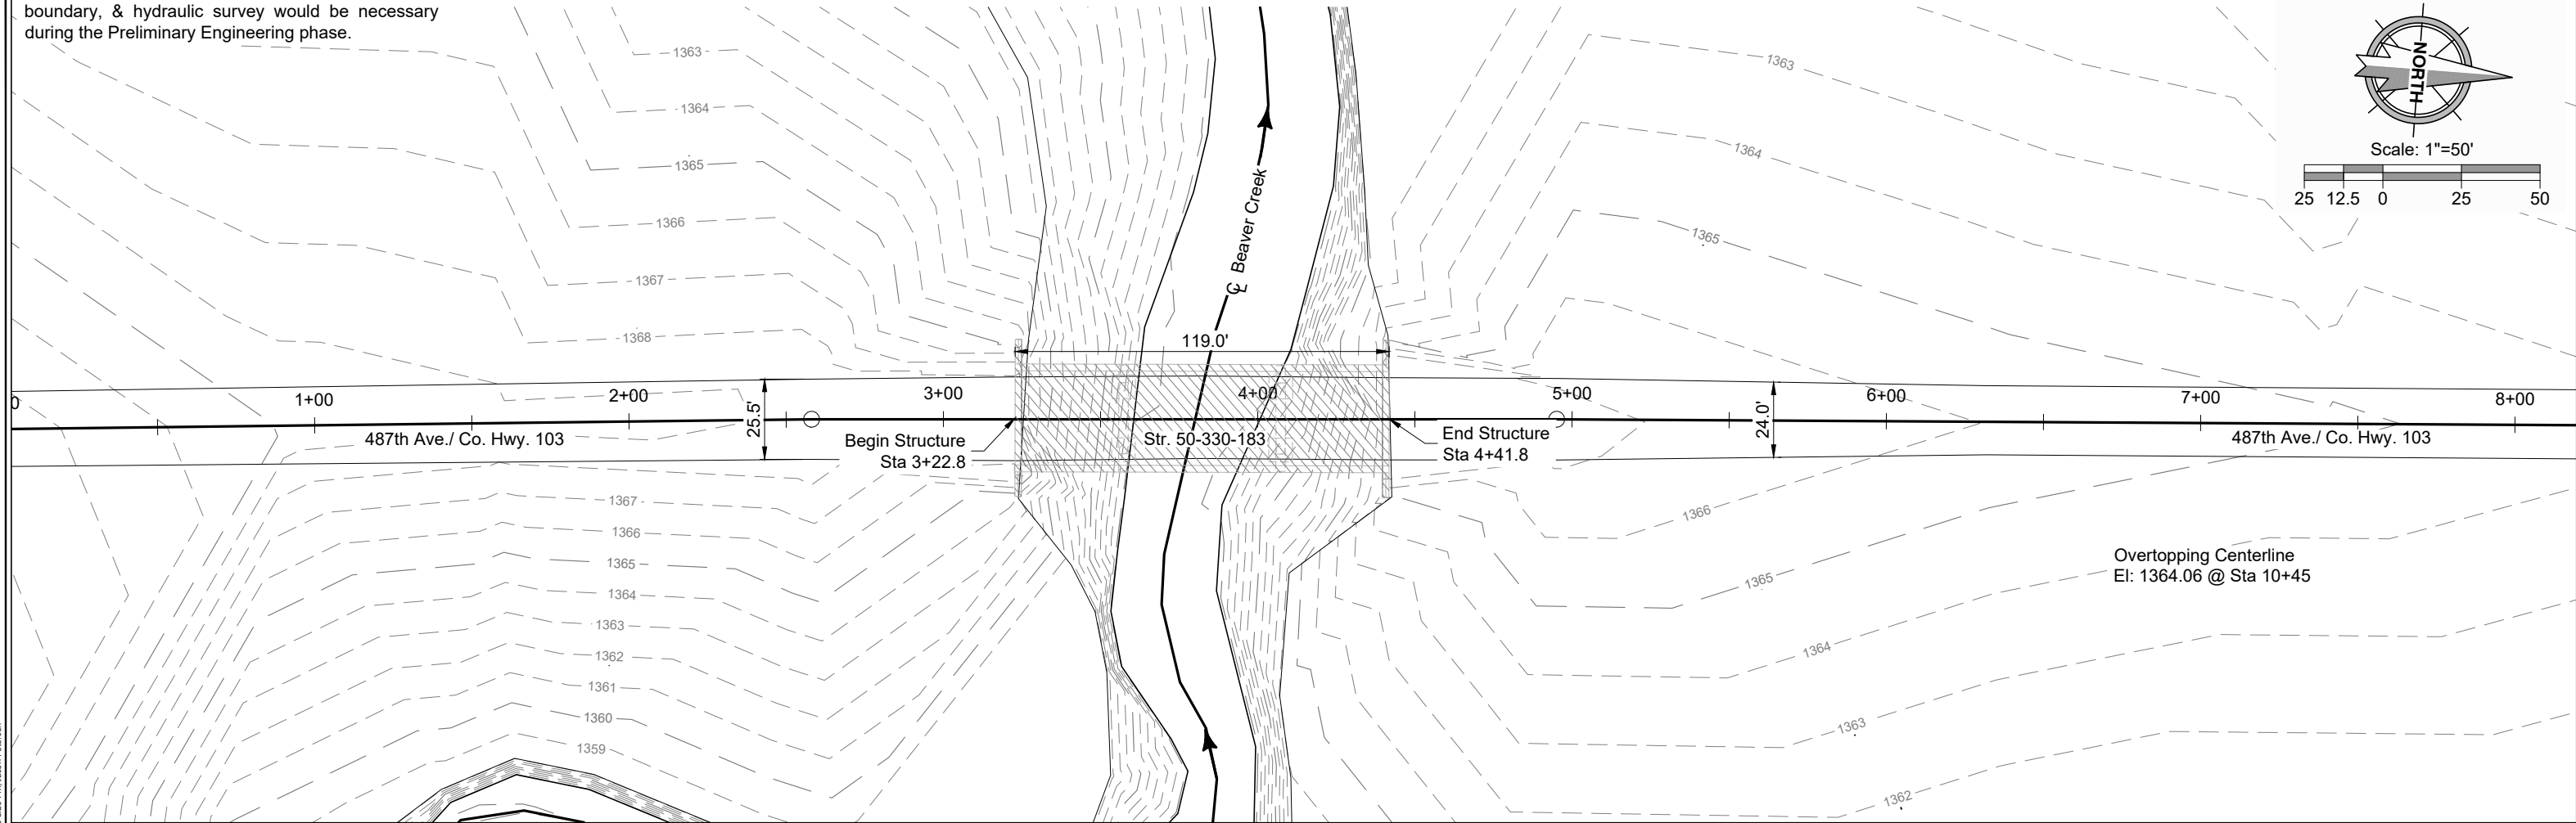 boundary, & hydraulic survey would be necessary
during the Preliminary Engineering phase.
NORTH
Scale: 1"=50'
25 12.5 0 25 50
1363
1364
1365
1366
1367
1368
1363
1364
1365
℄ Beaver Creek
119.0'
0 1+00 2+00 3+00 4+00 5+00 6+00 7+00 8+00
25.5'
24.0'
487th Ave./ Co. Hwy. 103
Begin Structure
Sta 3+22.8
Str. 50-330-183
End Structure
Sta 4+41.8
487th Ave./ Co. Hwy. 103
1367
1366
1365
1364
1363
1362
1361
1360
1359
1366
1365
1364
1363
1362
Overtopping Centerline
El: 1364.06 @ Sta 10+45